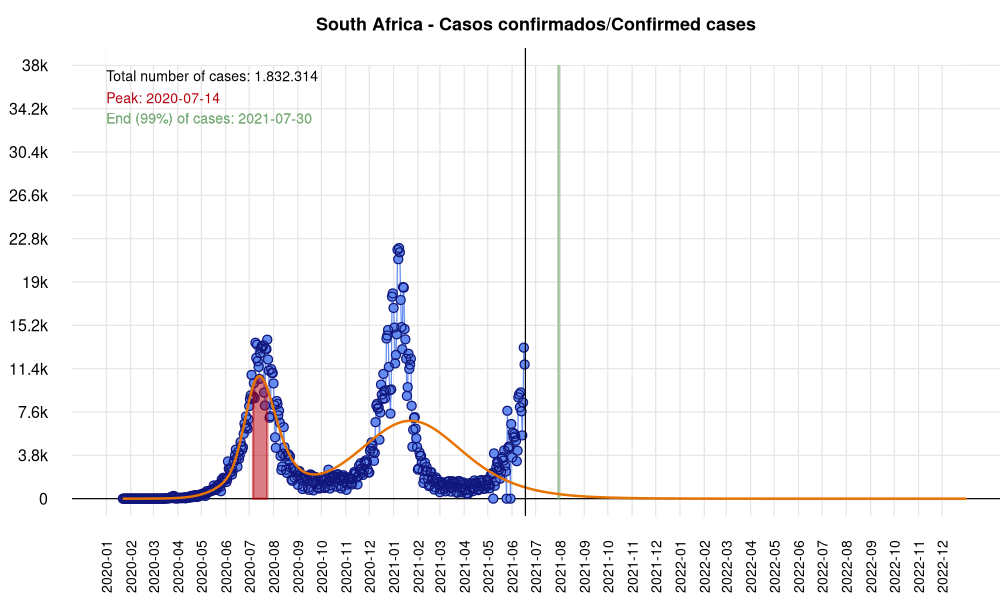 South Africa - Casos confirmados/Confirmed cases
38k
34.2k
30.4k
26.6k
22.8k
19k
15.2k
11.4k
7.6k
3.8k
0
Total number of cases: 1.832.314
Peak: 2020-07-14
End (99%) of cases: 2021-07-30
2020-01
2020-02
2020-03
2020-04
2020-05
2020-06
2020-07
2020-08
2020-09
2020-10
2020-11
2020-12
2021-01
2021-02
2021-03
2021-04
2021-05
2021-06
2021-07
2021-08
2021-09
2021-10
2021-11
2021-12
2022-01
2022-02
2022-03
2022-04
2022-05
2022-06
2022-07
2022-08
2022-09
2022-10
2022-11
2022-12